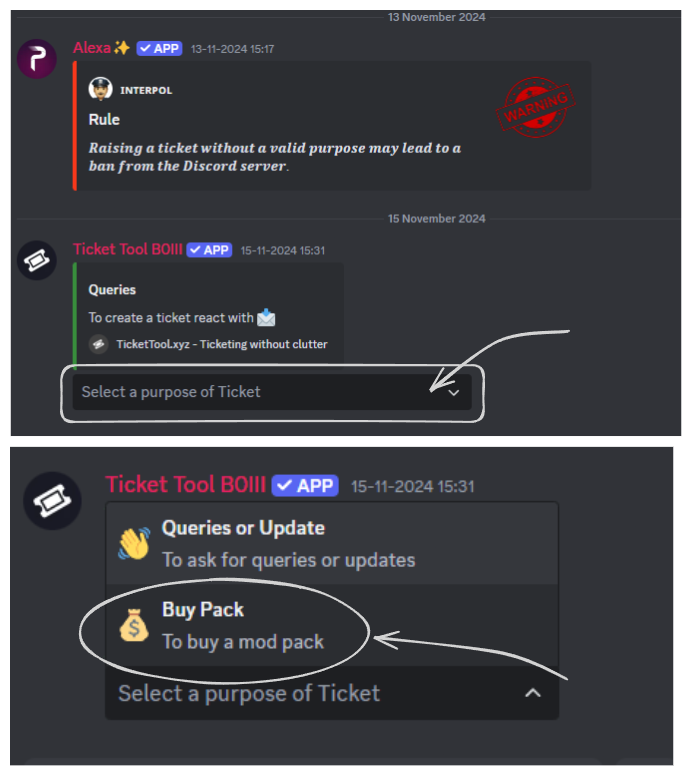 13 November 2024
Alexa✨ ✓ APP 13-11-2024 15:17
INTERPOL
Rule
WARNING
Raising a ticket without a valid purpose may lead to a
ban from the Discord server.
15 November 2024
Ticket Tool BOIII ✓ APP 15-11-2024 15:31
Queries
To create a ticket react with 📩
TicketTool.xyz - Ticketing without clutter
Select a purpose of Ticket
Ticket Tool BOIII ✓ APP 15-11-2024 15:31
Queries or Update
To ask for queries or updates
Buy Pack
To buy a mod pack
Select a purpose of Ticket